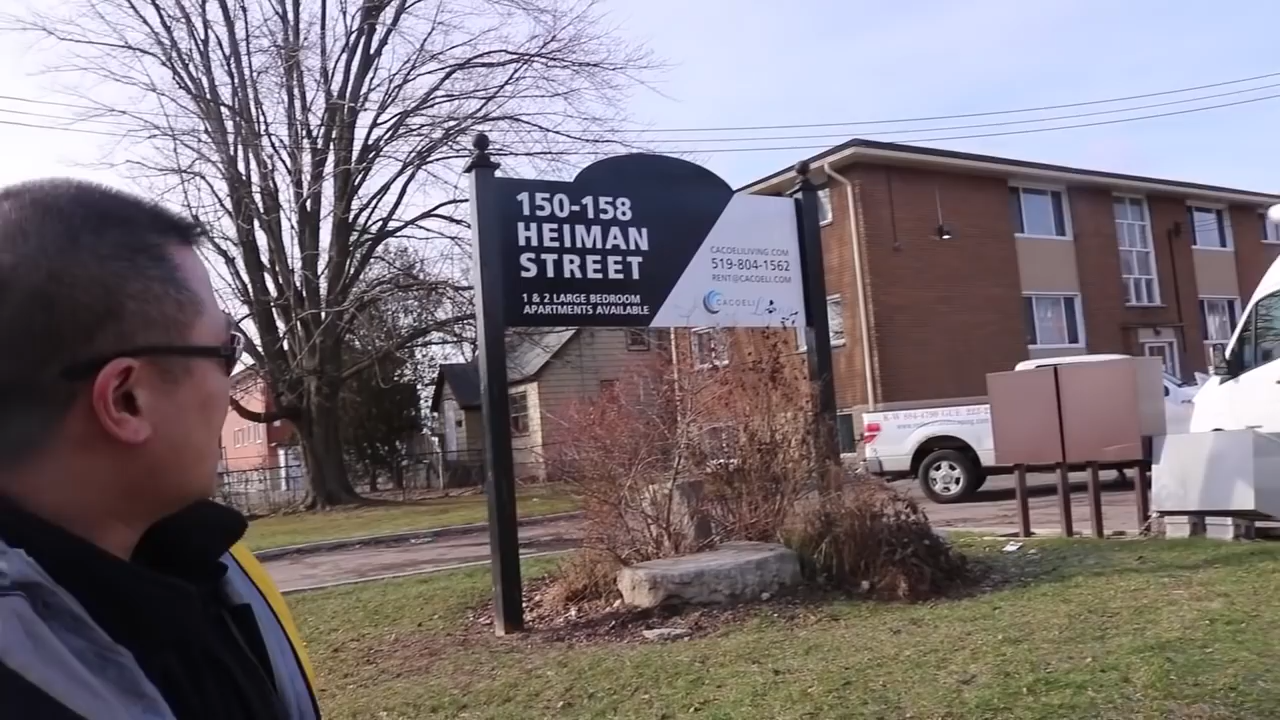 150-158
HEIMAN
STREET
1 & 2 LARGE BEDROOM
APARTMENTS AVAILABLE
CACOELILIVING.COM
519-804-1562
RENT@CACOELI.COM
CACOELI
K-W